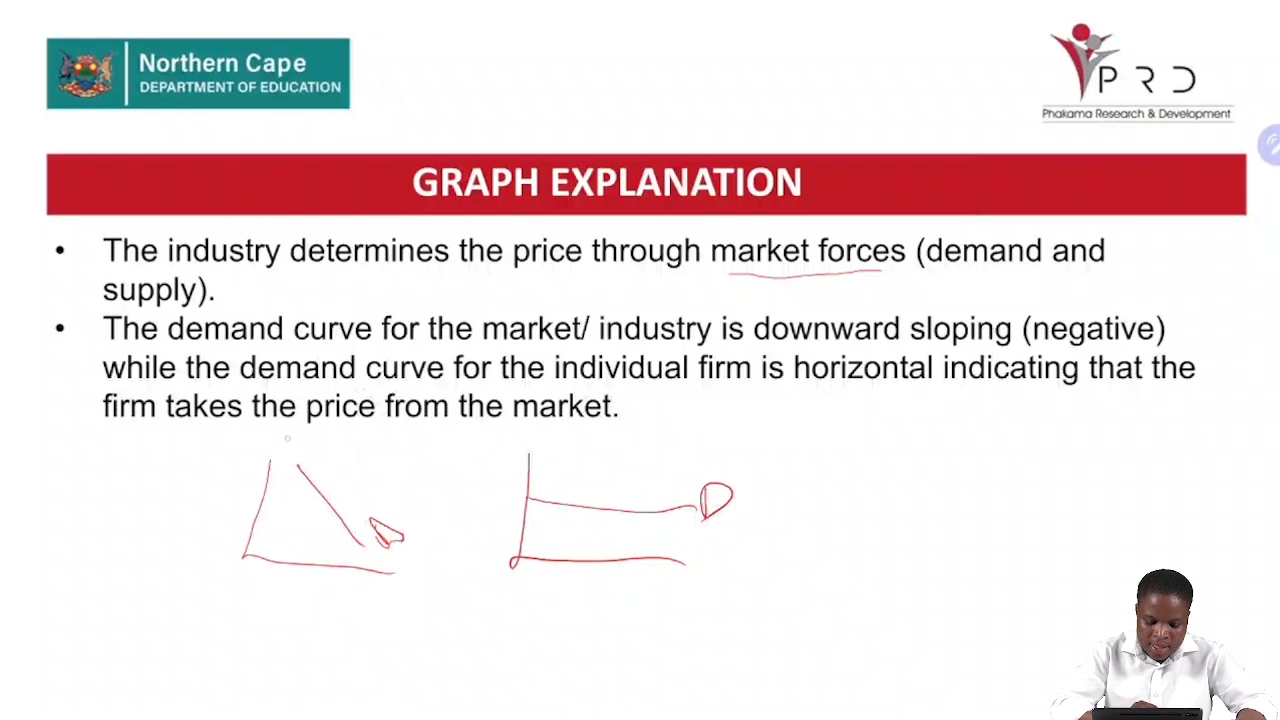 Northern Cape
DEPARTMENT OF EDUCATION
PRD
Phakama Research & Development
GRAPH EXPLANATION
• The industry determines the price through market forces (demand and
supply).
• The demand curve for the market/ industry is downward sloping (negative)
while the demand curve for the individual firm is horizontal indicating that the
firm takes the price from the market.
D
D